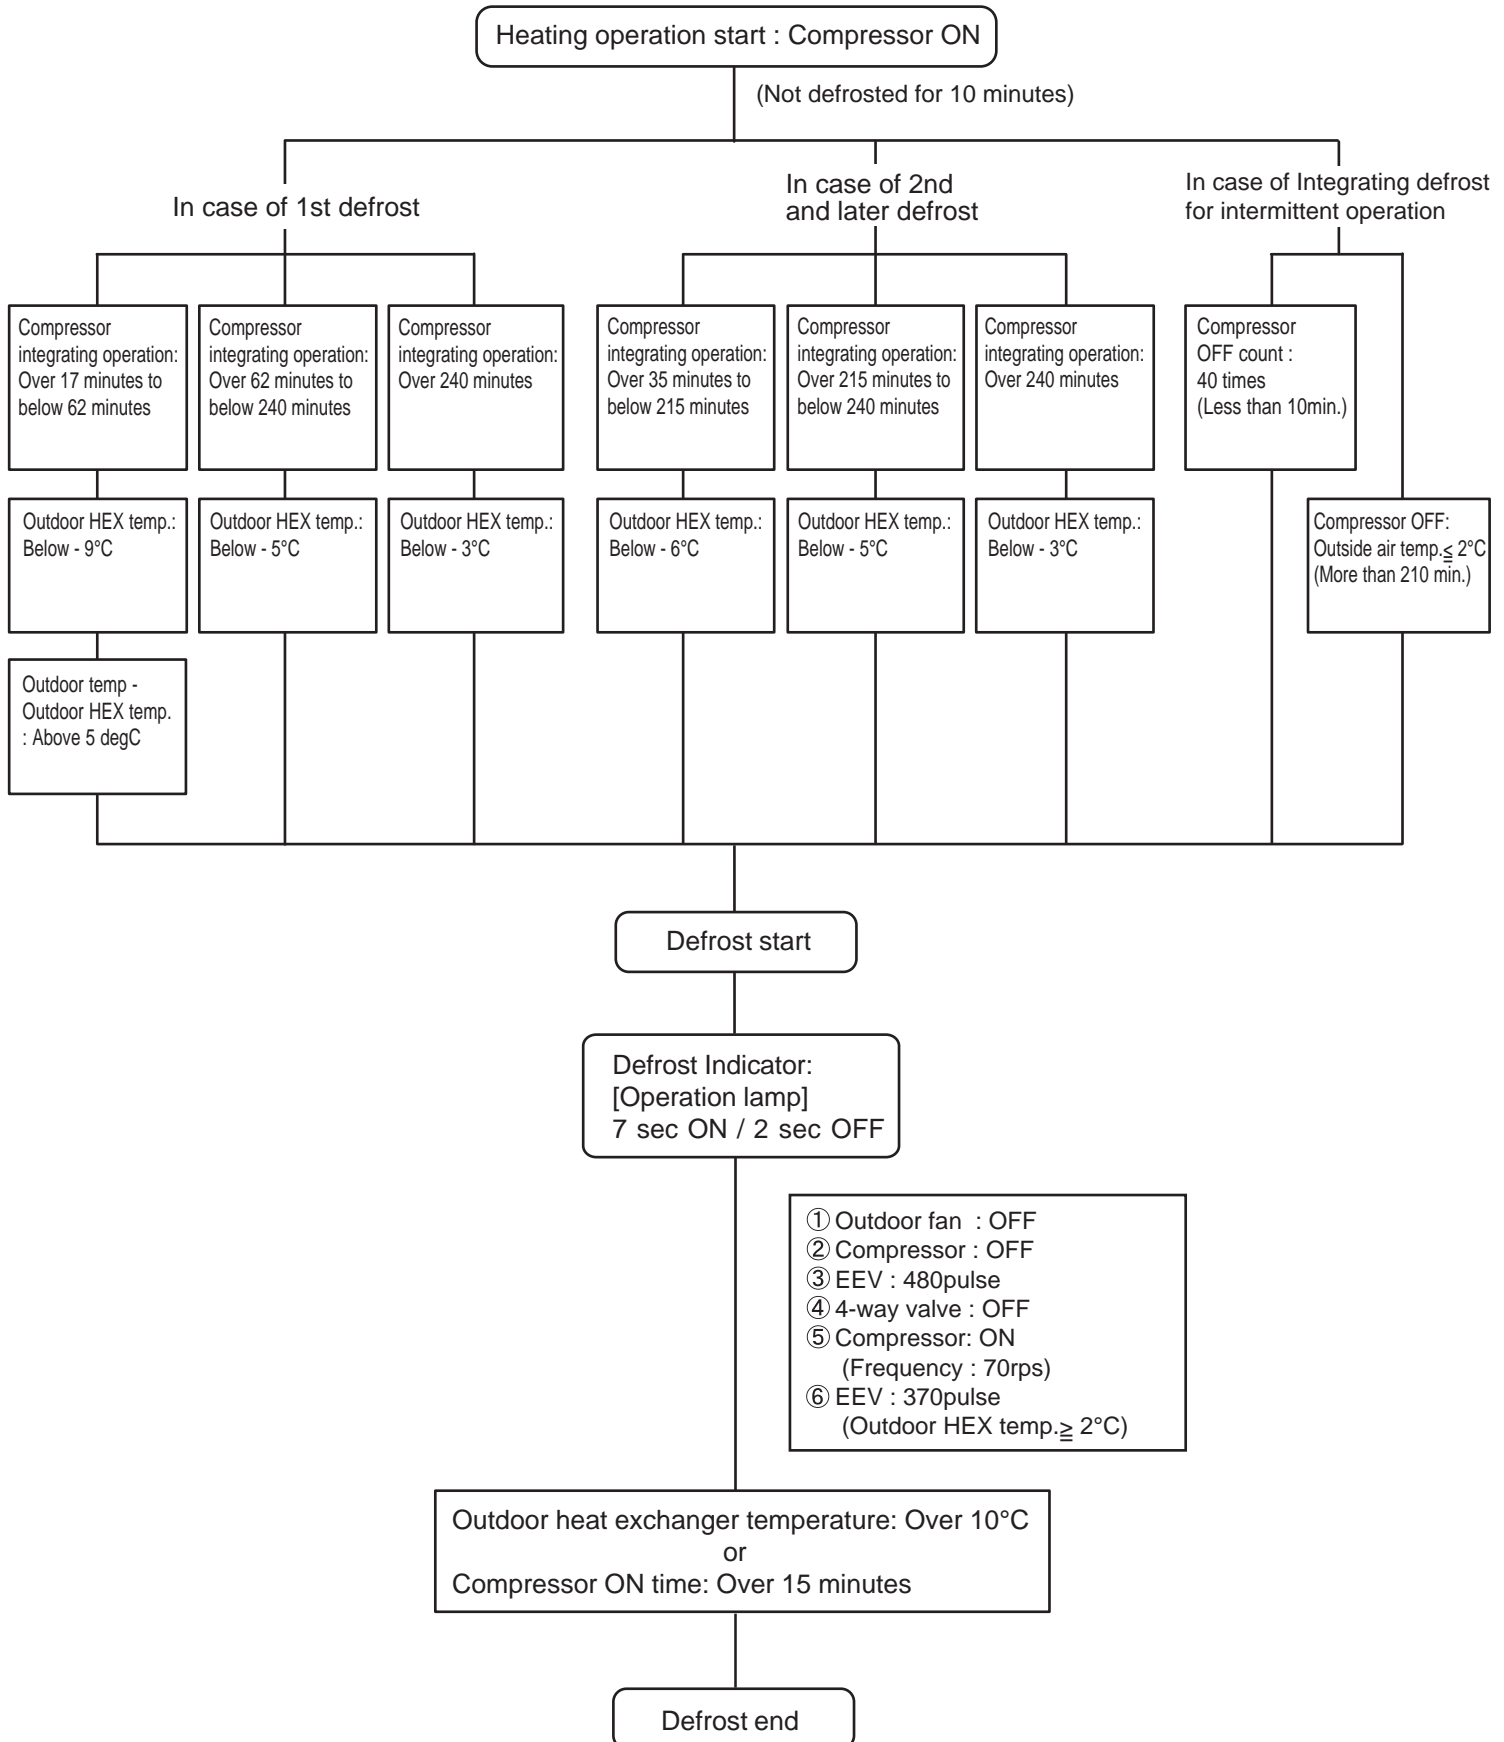 Heating operation start : Compressor ON
(Not defrosted for 10 minutes)
In case of 1st defrost
In case of 2nd
and later defrost
In case of Integrating defrost
for intermittent operation
Compressor
integrating operation:
Over 17 minutes to
below 62 minutes
Compressor
integrating operation:
Over 62 minutes to
below 240 minutes
Compressor
integrating operation:
Over 240 minutes
Compressor
integrating operation:
Over 35 minutes to
below 215 minutes
Compressor
integrating operation:
Over 215 minutes to
below 240 minutes
Compressor
integrating operation:
Over 240 minutes
Compressor
OFF count :
40 times
(Less than 10min.)
Outdoor HEX temp.:
Below - 9°C
Outdoor HEX temp.:
Below - 5°C
Outdoor HEX temp.:
Below - 3°C
Outdoor HEX temp.:
Below - 6°C
Outdoor HEX temp.:
Below - 5°C
Outdoor HEX temp.:
Below - 3°C
Compressor OFF:
Outside air temp.≦ 2°C
(More than 210 min.)
Outdoor temp -
Outdoor HEX temp.
: Above 5 degC
Defrost start
Defrost Indicator:
[Operation lamp]
7 sec ON / 2 sec OFF
① Outdoor fan : OFF
② Compressor : OFF
③ EEV : 480pulse
④ 4-way valve : OFF
⑤ Compressor: ON
(Frequency : 70rps)
⑥ EEV : 370pulse
(Outdoor HEX temp.≧ 2°C)
Outdoor heat exchanger temperature: Over 10°C
or
Compressor ON time: Over 15 minutes
Defrost end